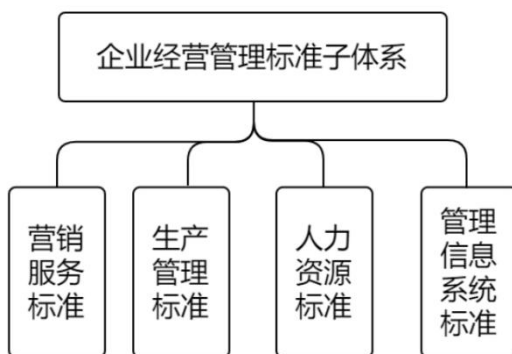 企业经营管理标准子体系
营销
服务
标准
生产
管理
标准
人力
资源
标准
管理
信息
系统
标准